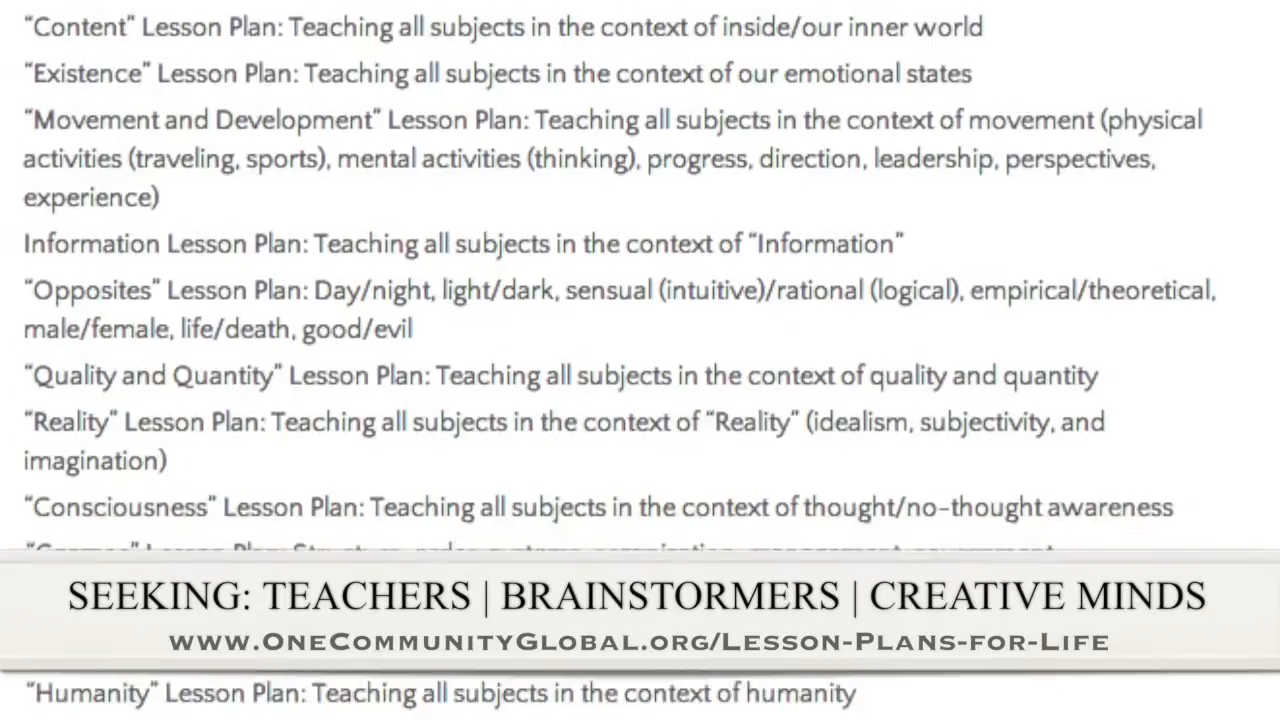 “Content” Lesson Plan: Teaching all subjects in the context of inside/our inner world
“Existence” Lesson Plan: Teaching all subjects in the context of our emotional states
“Movement and Development” Lesson Plan: Teaching all subjects in the context of movement (physical
activities (traveling, sports), mental activities (thinking), progress, direction, leadership, perspectives,
experience)
Information Lesson Plan: Teaching all subjects in the context of “Information”
“Opposites” Lesson Plan: Day/night, light/dark, sensual (intuitive)/rational (logical), empirical/theoretical,
male/female, life/death, good/evil
“Quality and Quantity” Lesson Plan: Teaching all subjects in the context of quality and quantity
“Reality” Lesson Plan: Teaching all subjects in the context of “Reality” (idealism, subjectivity, and
imagination)
“Consciousness” Lesson Plan: Teaching all subjects in the context of thought/no-thought awareness
SEEKING: TEACHERS | BRAINSTORMERS | CREATIVE MINDS
www.OneCommunityGlobal.org/Lesson-Plans-for-Life
“Humanity” Lesson Plan: Teaching all subjects in the context of humanity